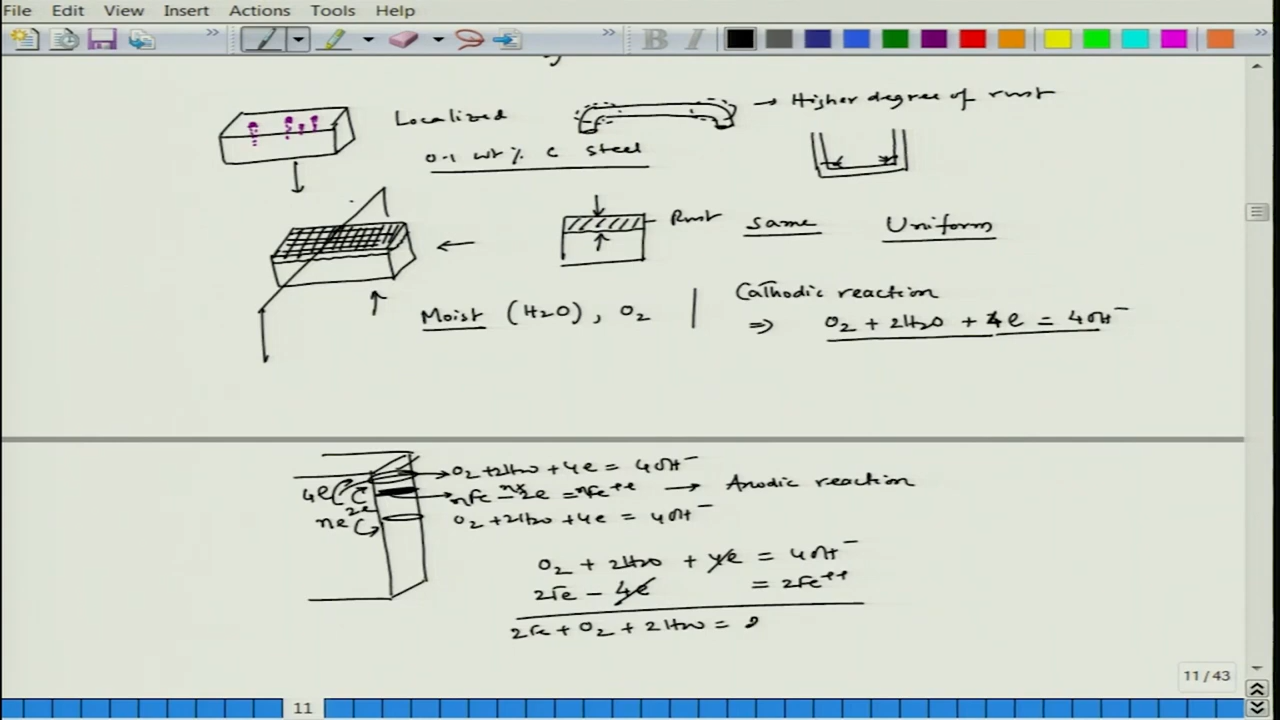 File Edit View Insert Actions Tools Help
B I
Localized
→ Higher degree of rust
0.1 wt % C steel
Rust
Same
Uniform
Moist (H2O), O2
Cathodic reaction
⇒ O2 + 2H2O + 4e = 4OH⁻
O2 + 2H2O + 4e = 4OH⁻
4e
nFe - n×2e = nFe++ → Anodic reaction
2e
ne
O2 + 2H2O + 4e = 4OH⁻
O2 + 2H2O + 4e = 4OH⁻
2Fe - 4e = 2Fe++
2Fe + O2 + 2H2O =
11 / 43
11